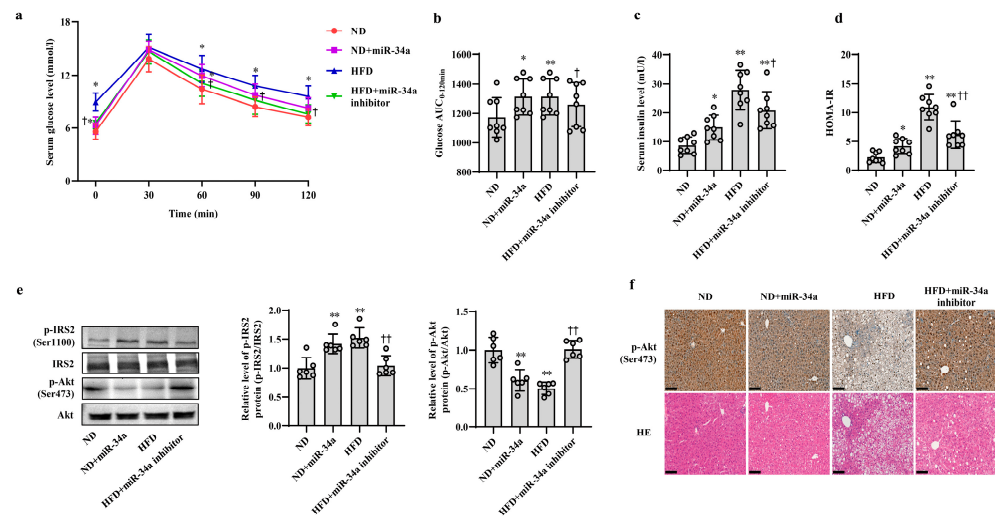 a
Serum glucose level (mmol/l)
18
12
6
0
0
30
60
90
120
Time (min)
*
†**
*
*
†
*
†
*
†
ND
ND+miR-34a
HFD
HFD+miR-34a
inhibitor
b
Glucose AUC0-120min
1400
1300
1200
1100
1000
800
*
**
†
ND
ND+miR-34a
HFD
HFD+miR-34a inhibitor
c
Serum insulin level (mU/l)
50
40
30
20
10
0
*
**
**†
ND
ND+miR-34a
HFD
HFD+miR-34a inhibitor
d
HOMA-IR
20
15
10
5
0
*
**
** ††
ND
ND+miR-34a
HFD
HFD+miR-34a inhibitor
e
p-IRS2
(Ser1100)
IRS2
p-Akt
(Ser473)
Akt
ND
ND+miR-34a
HFD
HFD+miR-34a inhibitor
Relative level of p-IRS2
protein (p-IRS2/IRS2)
2.0
1.5
1.0
0.5
0.0
**
**
††
ND
ND+miR-34a
HFD
HFD+miR-34a inhibitor
Relative level of p-Akt
protein (p-Akt/Akt)
1.5
1.0
0.5
0.0
**
**
††
ND
ND+miR-34a
HFD
HFD+miR-34a inhibitor
f
ND
ND+miR-34a
HFD
HFD+miR-34a
inhibitor
p-Akt
(Ser473)
HE